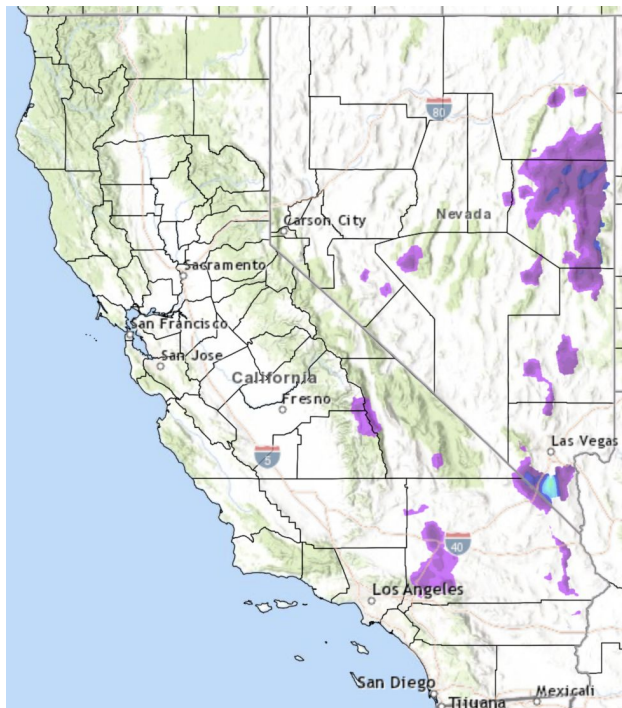 80
Carson City
Nevada
Sacramento
San Francisco
San Jose
California
Fresno
Las Vegas
5
40
Los Angeles
San Diego
Mexicali
Tijuana